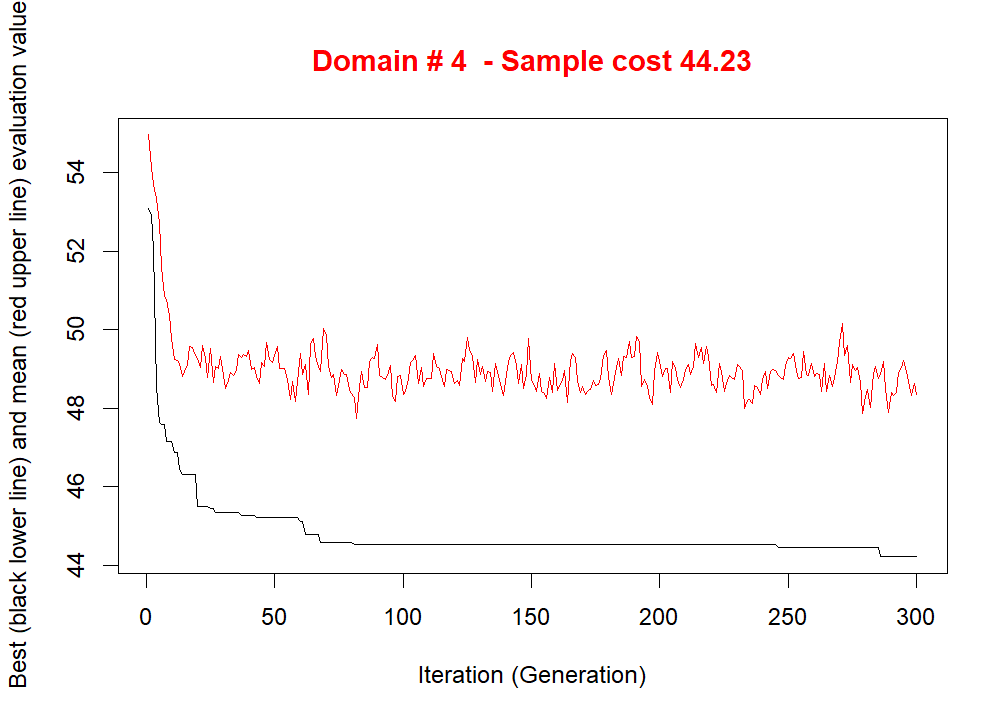 Domain # 4  - Sample cost 44.23
Best (black lower line) and mean (red upper line) evaluation value
54
52
50
48
46
44
0 50 100 150 200 250 300
Iteration (Generation)